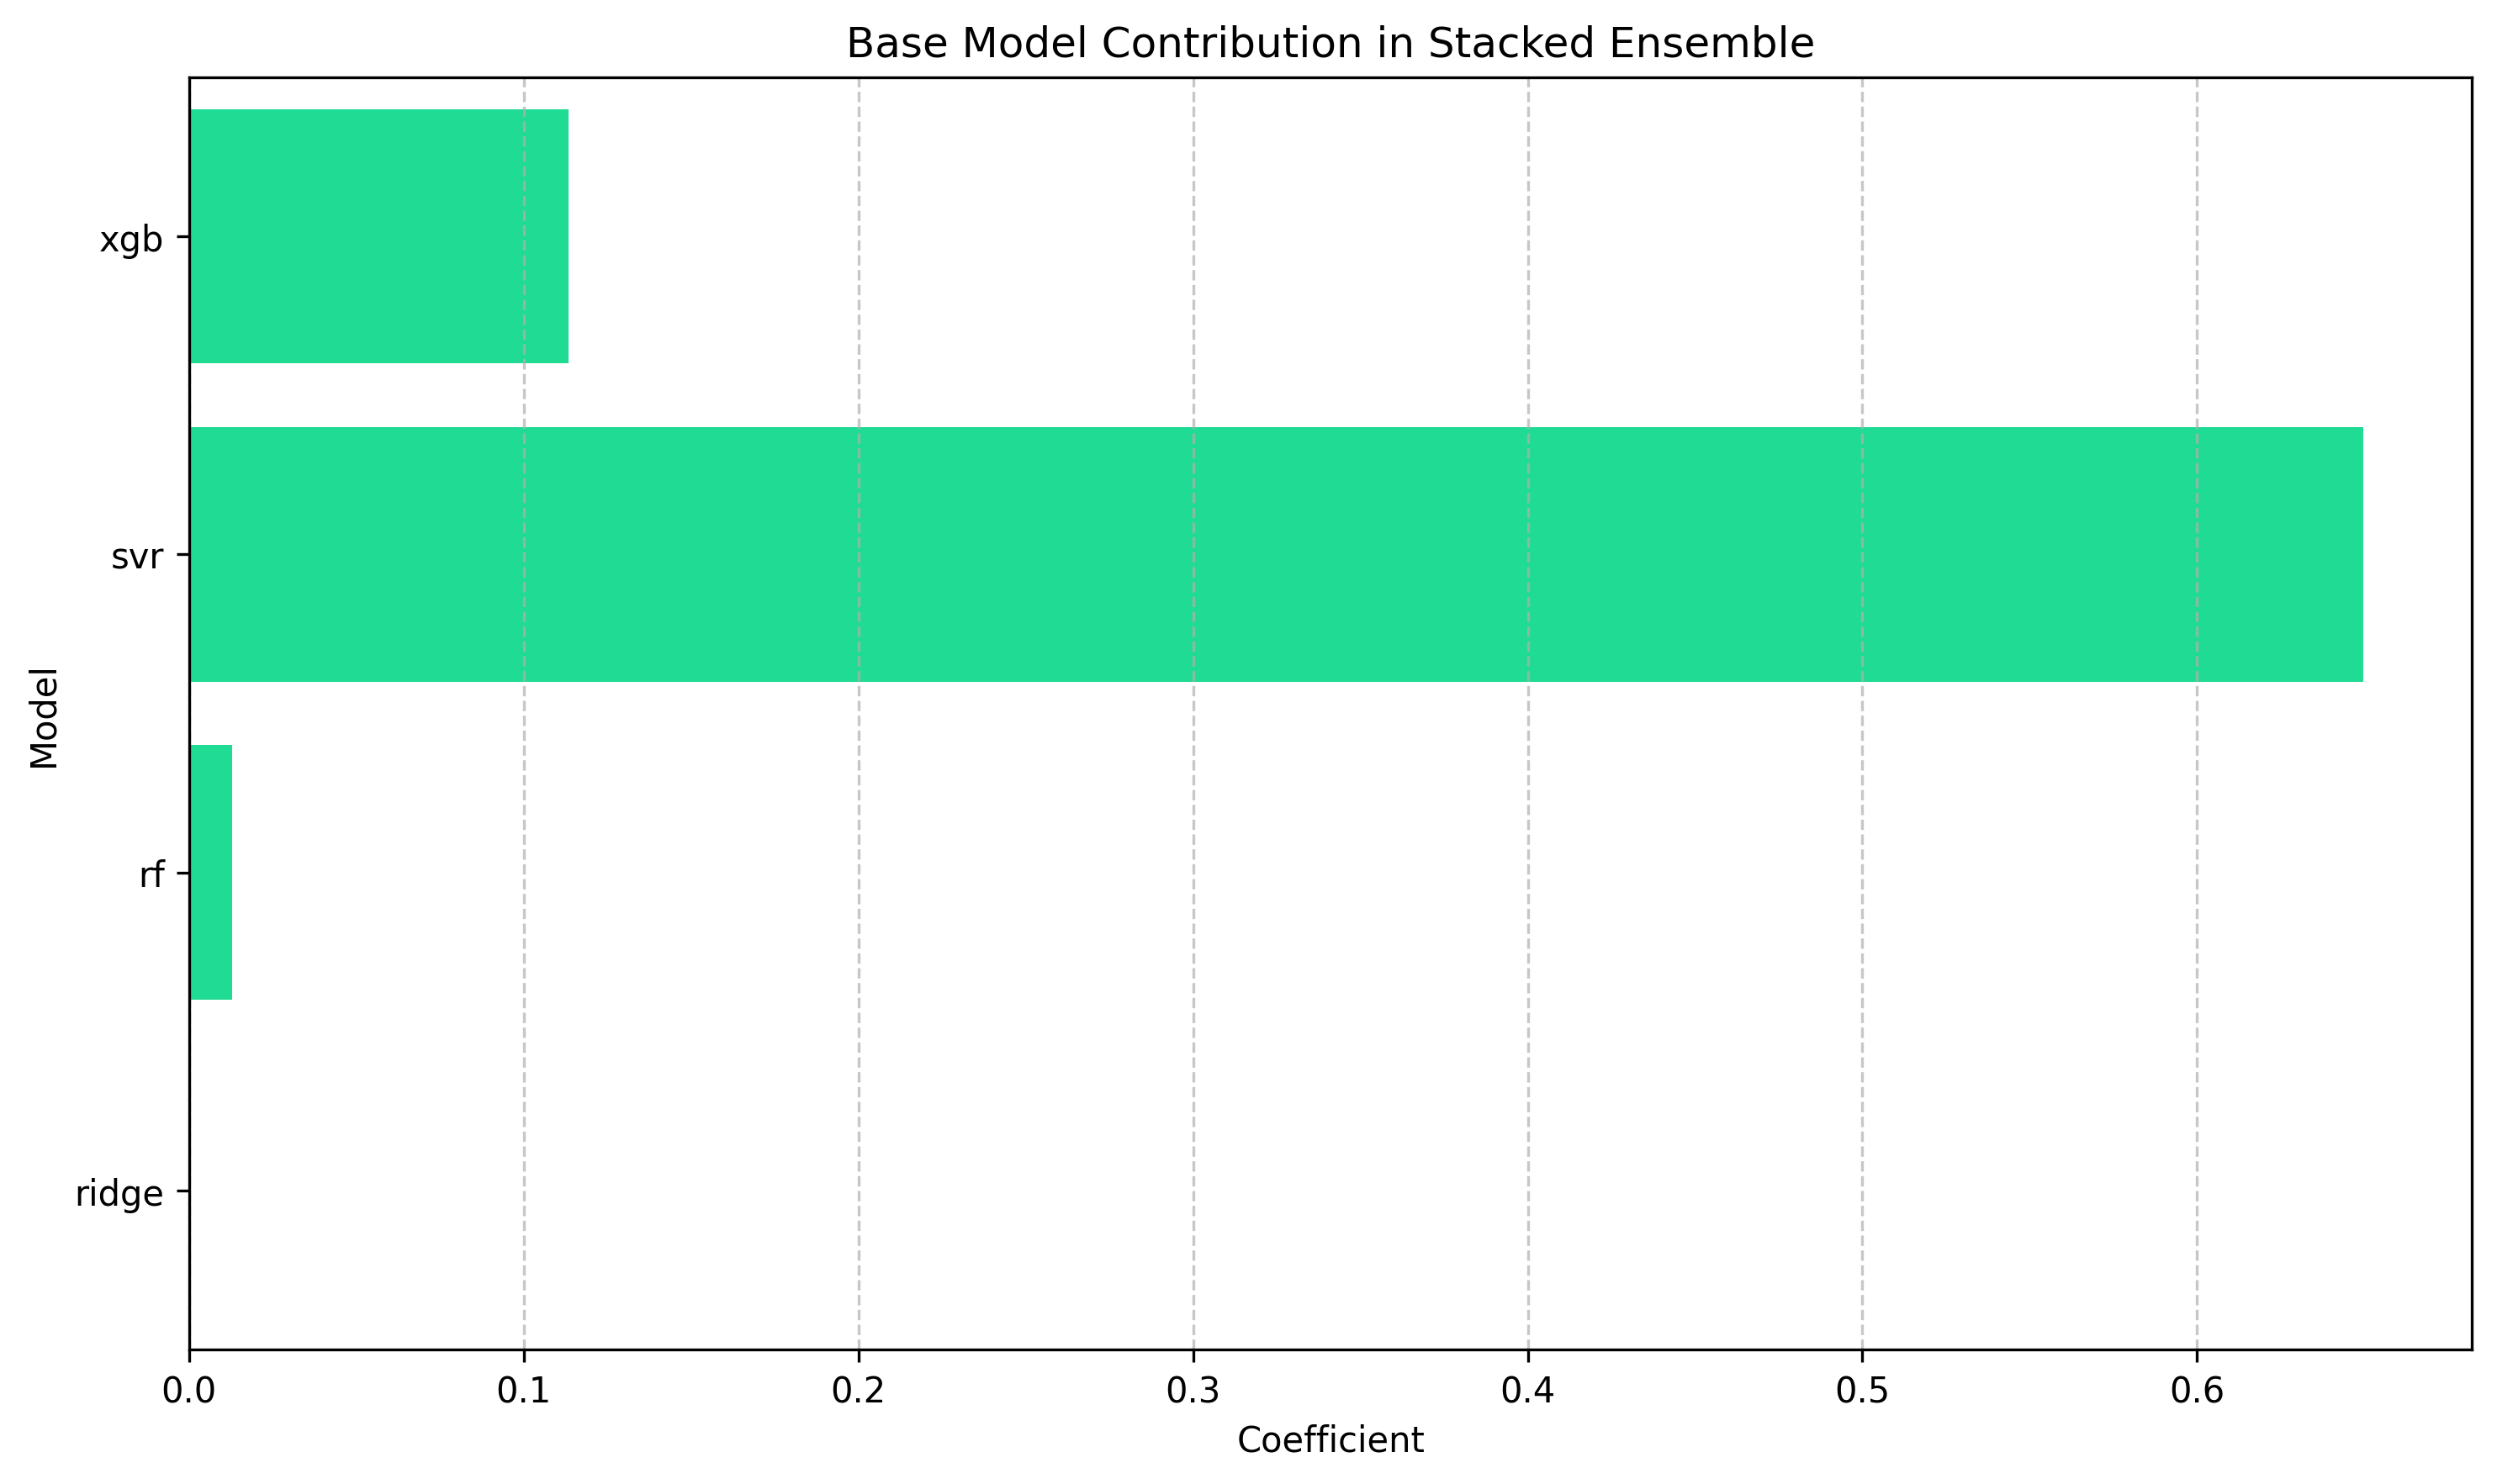 Base Model Contribution in Stacked Ensemble
xgb
svr
rf
ridge
Model
0.0 0.1 0.2 0.3 0.4 0.5 0.6
Coefficient